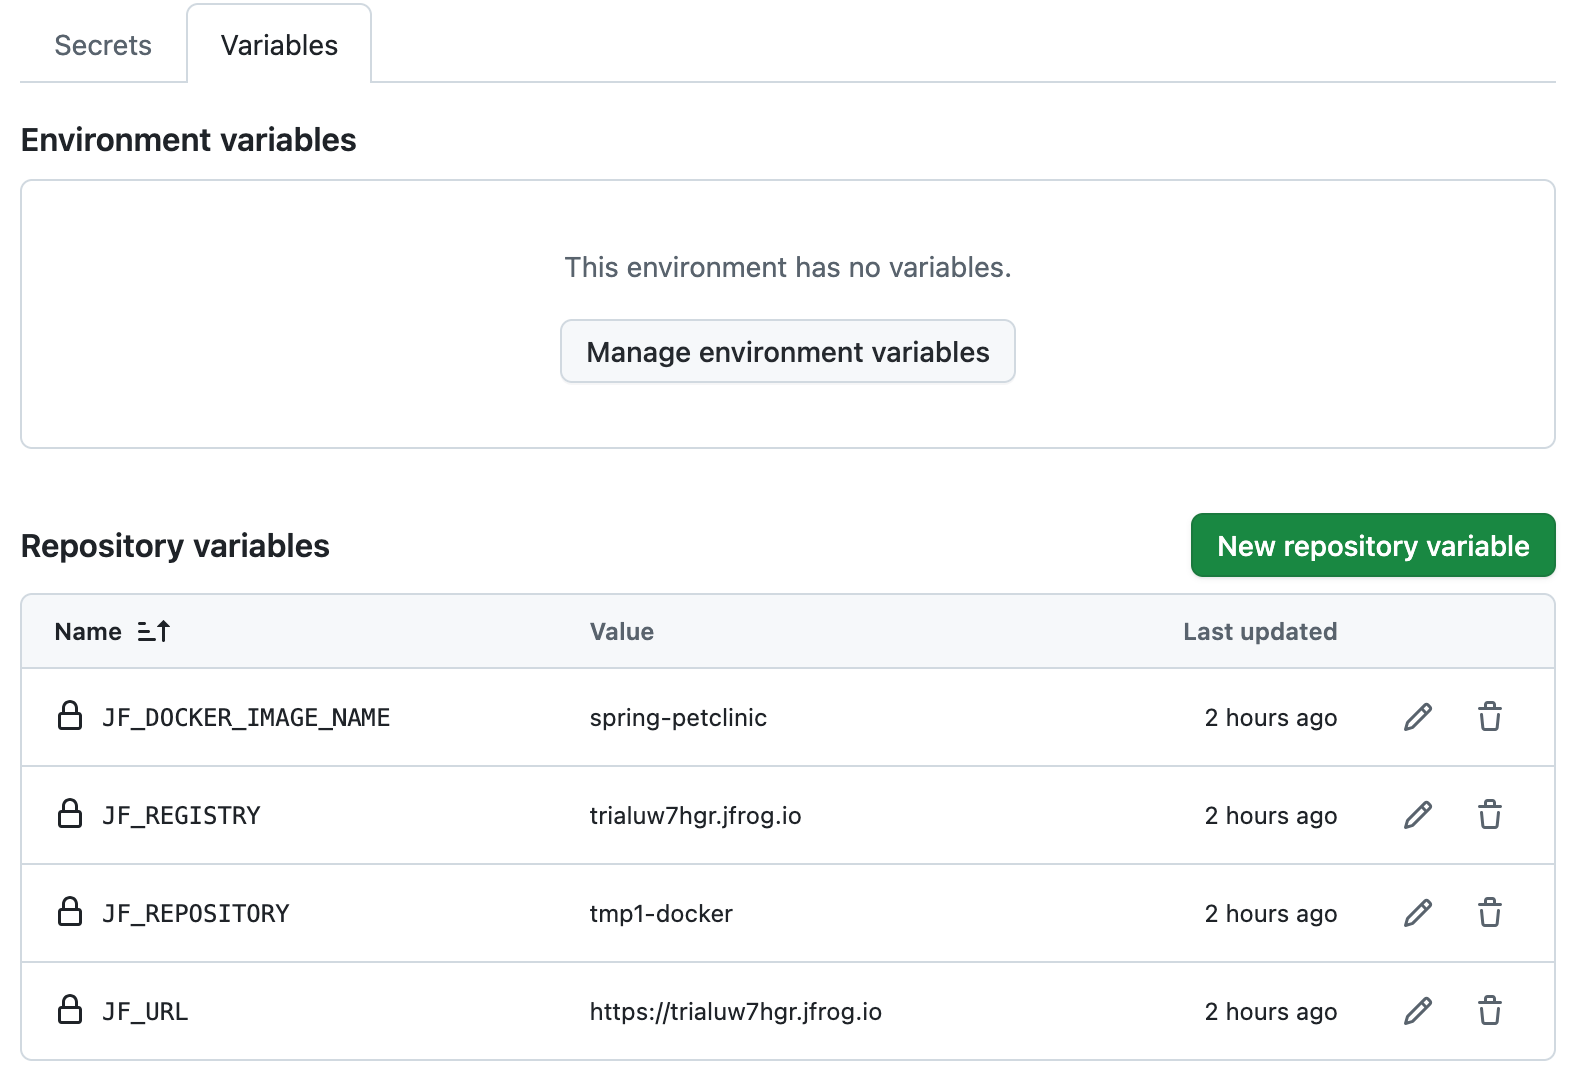 Secrets
Variables
Environment variables
This environment has no variables.
Manage environment variables
Repository variables
New repository variable
Name Value Last updated
JF_DOCKER_IMAGE_NAME spring-petclinic 2 hours ago
JF_REGISTRY trialuw7hgr.jfrog.io 2 hours ago
JF_REPOSITORY tmp1-docker 2 hours ago
JF_URL https://trialuw7hgr.jfrog.io 2 hours ago